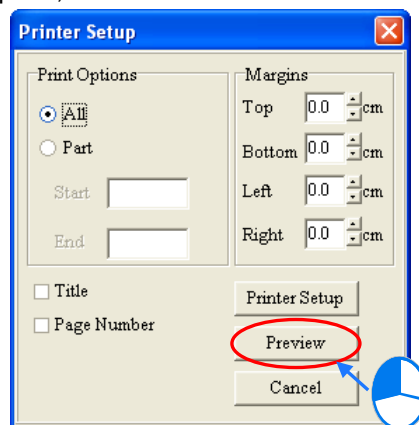 Printer Setup
Print Options
All
Part
Start
End
Margins
Top 0.0 cm
Bottom 0.0 cm
Left 0.0 cm
Right 0.0 cm
Title
Page Number
Printer Setup
Preview
Cancel